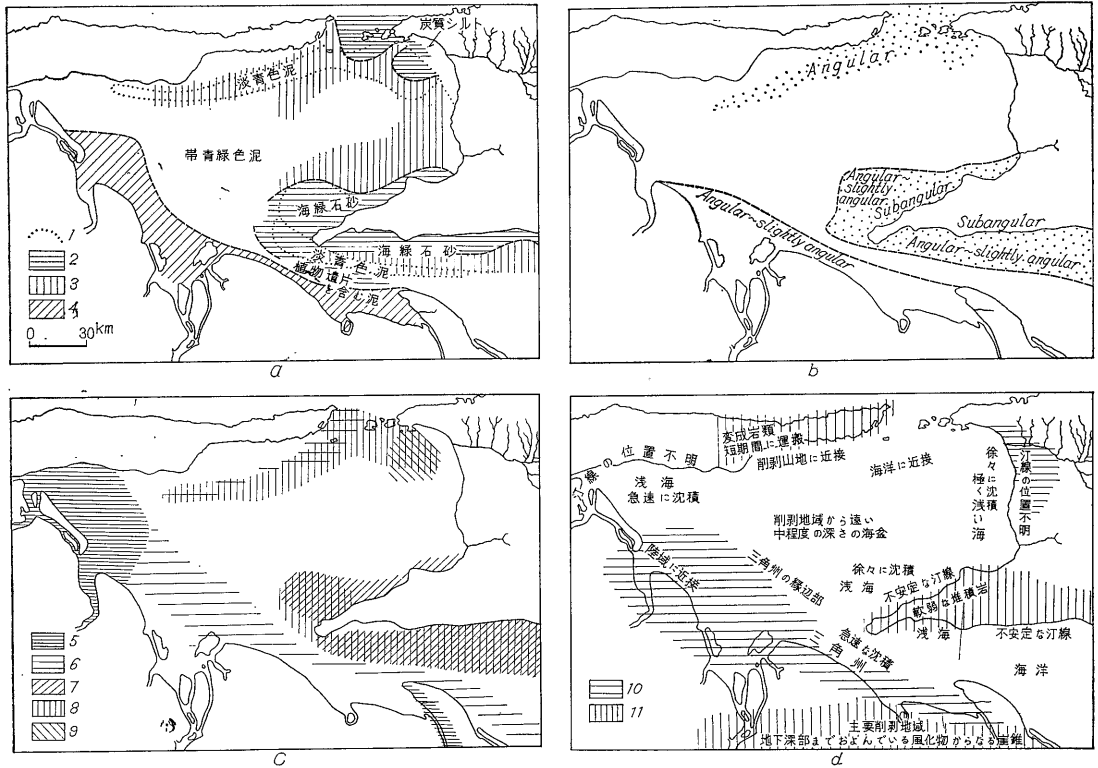 炭質シルト
淡青色泥
帯青緑色泥
海緑石砂
海緑石砂
淡青色泥
植物遺片
を含む泥
1
2
3
4
0 30km
a
Angular
Angular~
slightly
angular
Subangular
Subangular
Angular~slightly angular
Angular~slightly angular
b
5
6
7
8
9
c
変成岩類
短期間に運搬
削剥山地に近接
線の位置不明
浅海
急速に沈積
海洋に近接
徐々に沈積
極く浅い海
汀線の位置不明
削剥地域から遠い
中程度の深さの海盆
陸域に近接
三角州の縁辺部
徐々に沈積
浅海
不安定な汀線
軟弱な堆積岩
浅海
不安定な汀線
急速な沈積
三角州
海洋
10
11
主要削剥地域
地下深部までおよんでいる風化物からなる崖錐
d